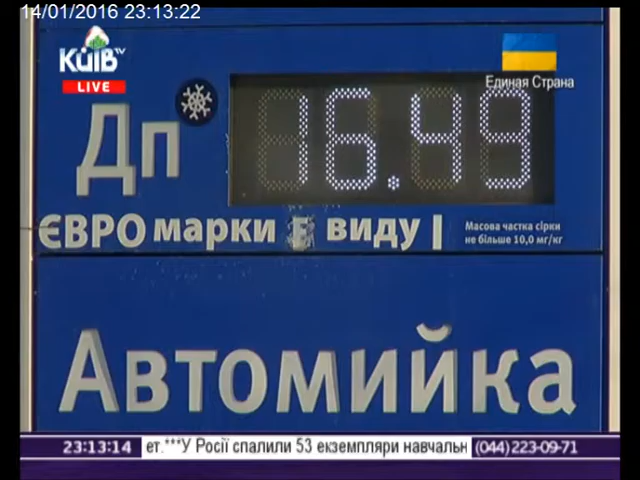 14/01/2016 23:13:22
КиїВ TV
LIVE
Единая Страна
Дп 16.49
ЄВРО марки F виду І
Масова частка сірки
не більше 10,0 мг/кг
Автомийка
23:13:14 ет.***У Росії спалили 53 екземпляри навчальн (044)223-09-71